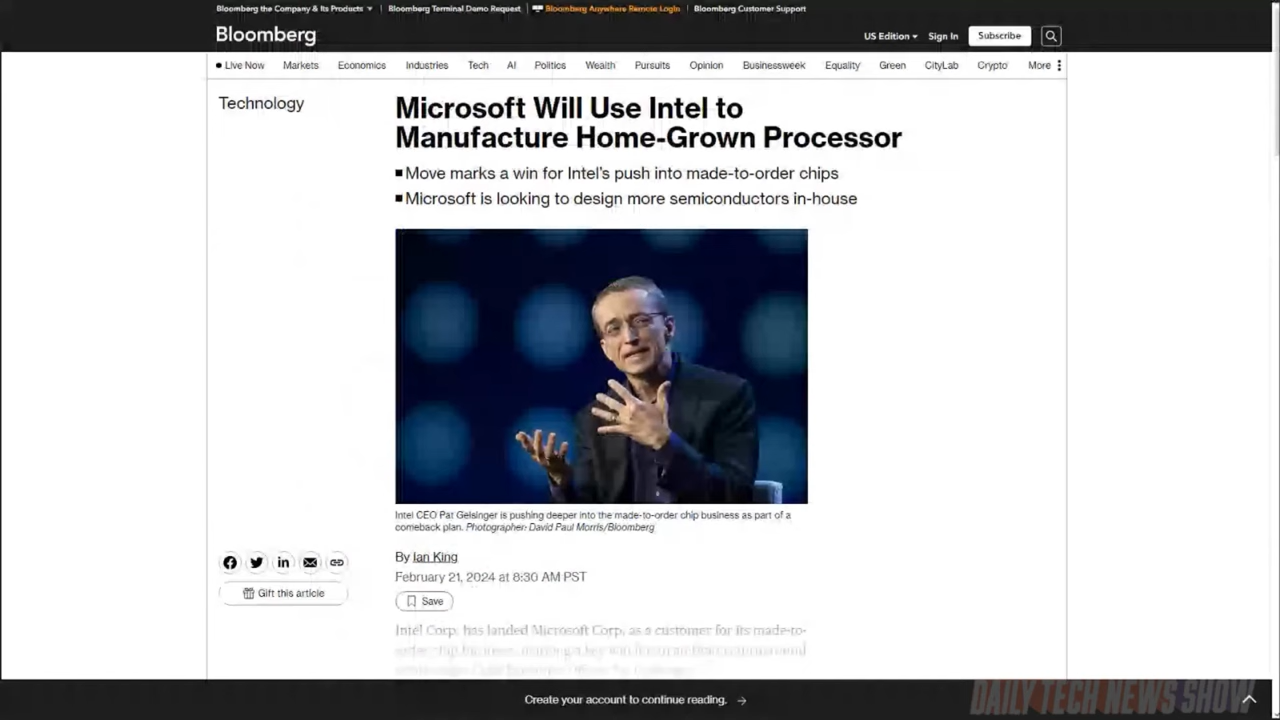 Bloomberg the Company & Its Products
Bloomberg Terminal Demo Request
Bloomberg Anywhere Remote Login
Bloomberg Customer Support
Bloomberg
US Edition
Sign In
Subscribe
Live Now
Markets
Economics
Industries
Tech
AI
Politics
Wealth
Pursuits
Opinion
Businessweek
Equality
Green
CityLab
Crypto
More
Technology
Microsoft Will Use Intel to
Manufacture Home-Grown Processor
Move marks a win for Intel's push into made-to-order chips
Microsoft is looking to design more semiconductors in-house
Intel CEO Pat Gelsinger is pushing deeper into the made-to-order chip business as part of a
comeback plan. Photographer: David Paul Morris/Bloomberg
By Ian King
February 21, 2024 at 8:30 AM PST
Save
Gift this article
Intel Corp. has landed Microsoft Corp. as a customer for its made-to-
Create your account to continue reading.
DAILY TECH NEWS SHOW